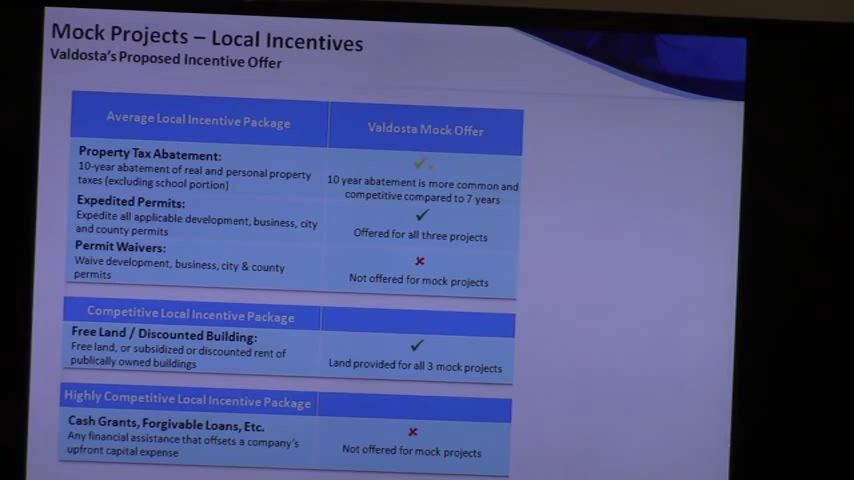 Mock Projects – Local Incentives
Valdosta's Proposed Incentive Offer
Average Local Incentive Package
Valdosta Mock Offer
Property Tax Abatement:
10-year abatement of real and personal property
taxes (excluding school portion)
10 year abatement is more common and
competitive compared to 7 years
Expedited Permits:
Expedite all applicable development, business, city
and county permits
Offered for all three projects
Permit Waivers:
Waive development, business, city & county
permits
Not offered for mock projects
Competitive Local Incentive Package
Free Land / Discounted Building:
Free land, or subsidized or discounted rent of
publically owned buildings
Land provided for all 3 mock projects
Highly Competitive Local Incentive Package
Cash Grants, Forgivable Loans, Etc.
Any financial assistance that offsets a company's
upfront capital expense
Not offered for mock projects